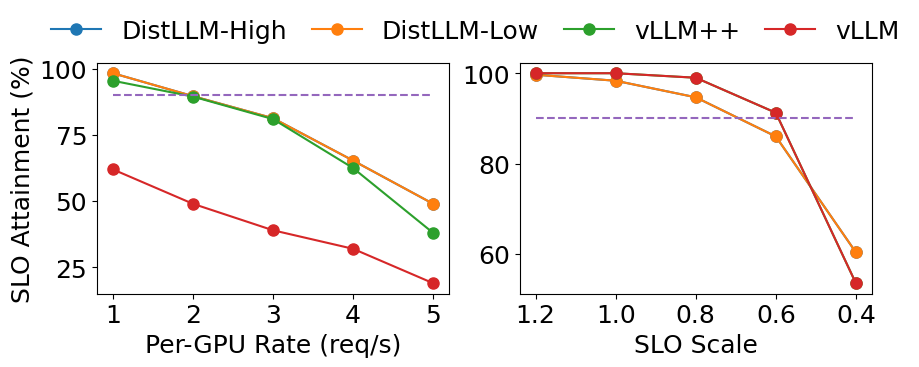 DistLLM-High DistLLM-Low vLLM++ vLLM
SLO Attainment (%)
100
75
50
25
1 2 3 4 5
Per-GPU Rate (req/s)
100
80
60
1.2 1.0 0.8 0.6 0.4
SLO Scale